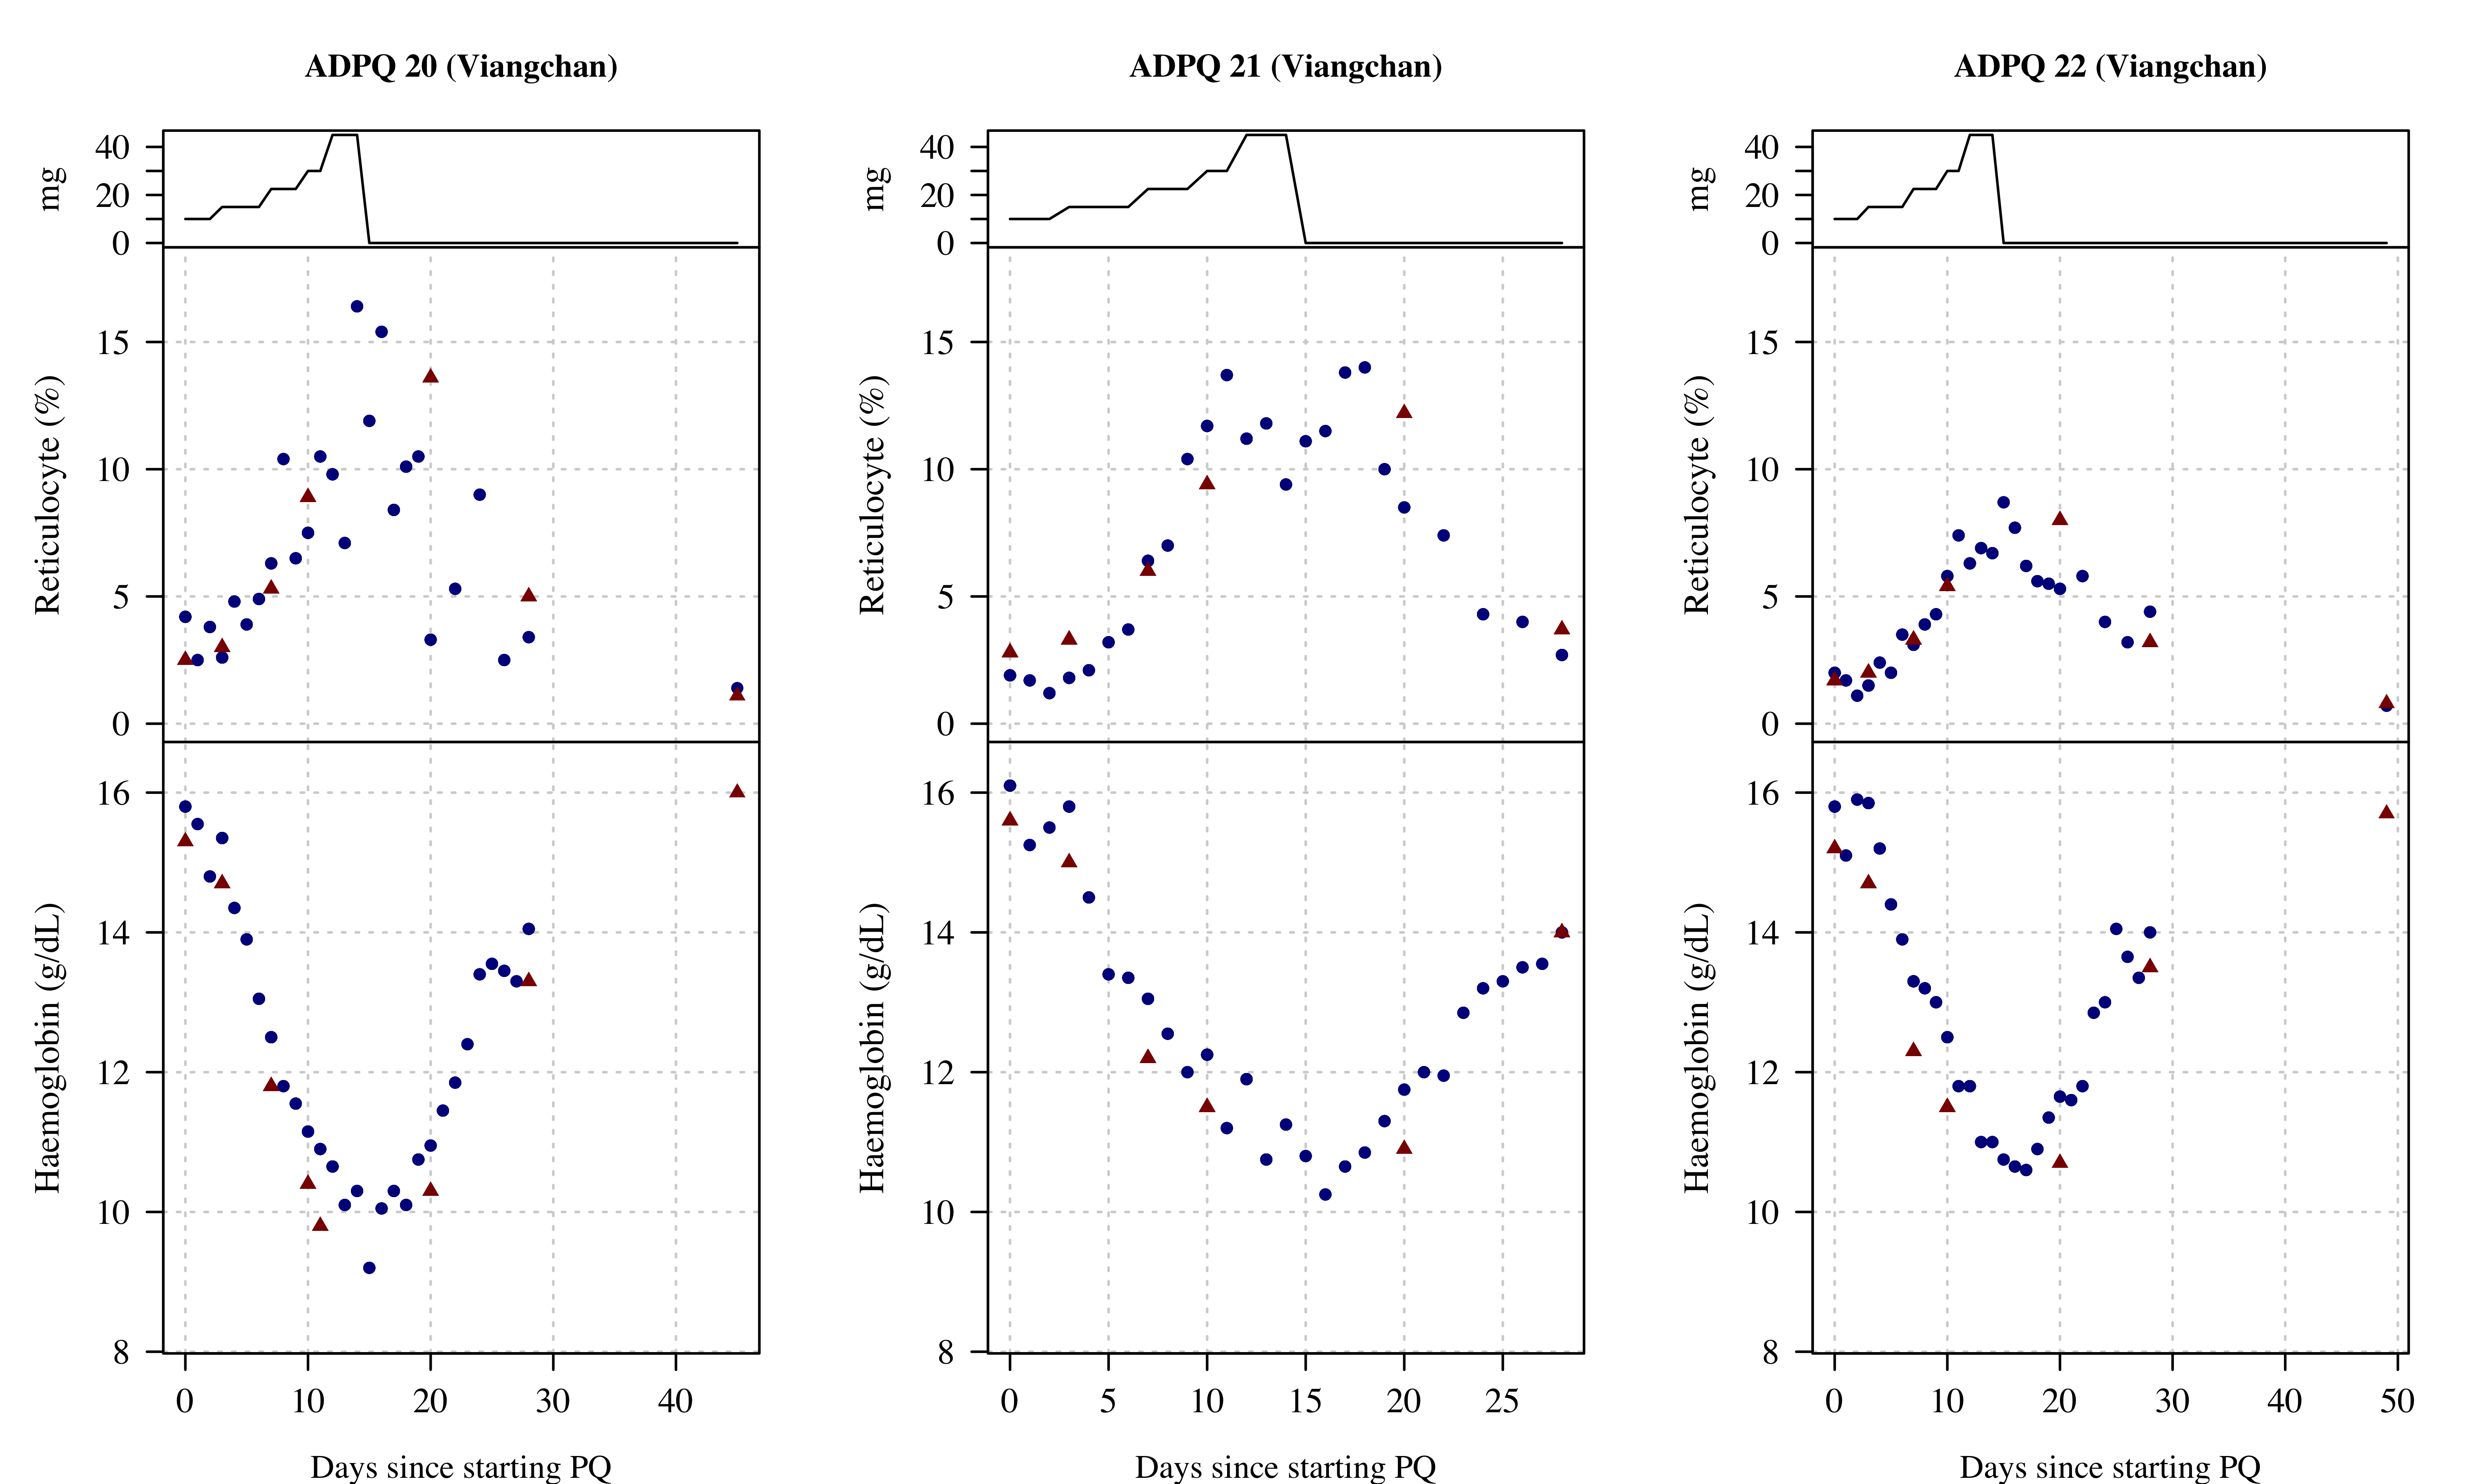 ADPQ 20 (Viangchan)
mg
40
20
0
Reticulocyte (%)
15
10
5
0
Haemoglobin (g/dL)
16
14
12
10
8
0 10 20 30 40
Days since starting PQ
ADPQ 21 (Viangchan)
mg
40
20
0
Reticulocyte (%)
15
10
5
0
Haemoglobin (g/dL)
16
14
12
10
8
0 5 10 15 20 25
Days since starting PQ
ADPQ 22 (Viangchan)
mg
40
20
0
Reticulocyte (%)
15
10
5
0
Haemoglobin (g/dL)
16
14
12
10
8
0 10 20 30 40 50
Days since starting PQ